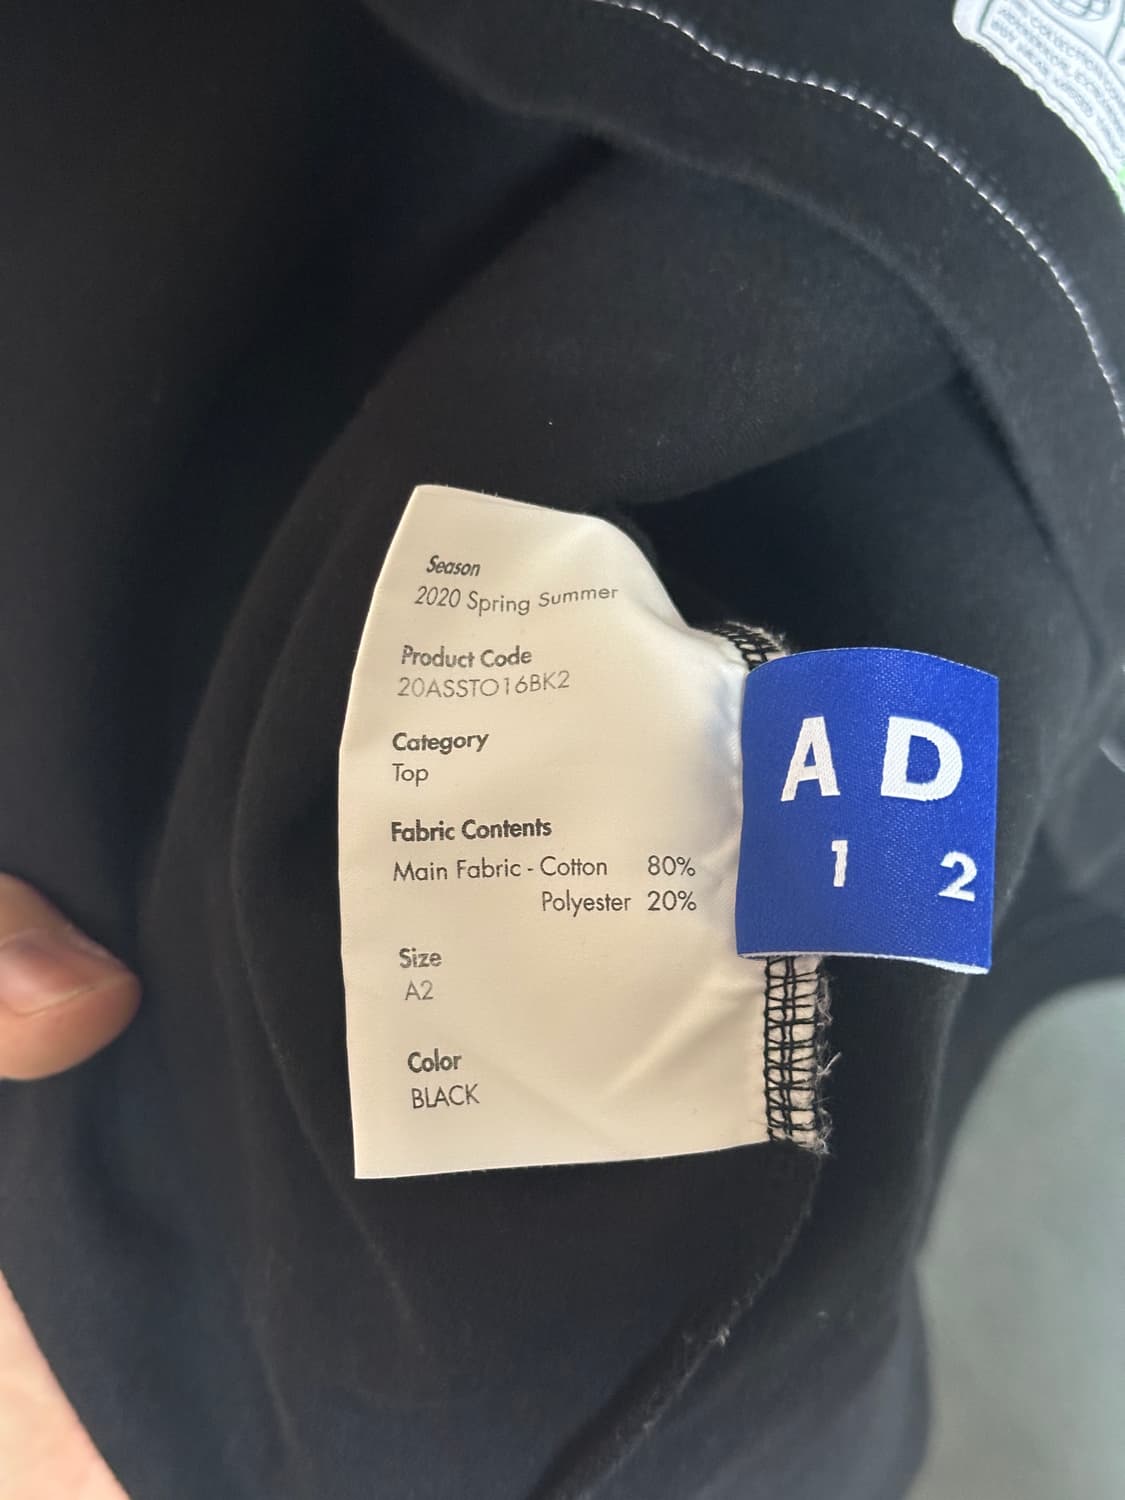 Season
2020 Spring Summer
Product Code
20ASSTO16BK2
Category
Top
Fabric Contents
Main Fabric - Cotton 80%
Polyester 20%
Size
A2
Color
BLACK
A D
1 2
COLLECTION